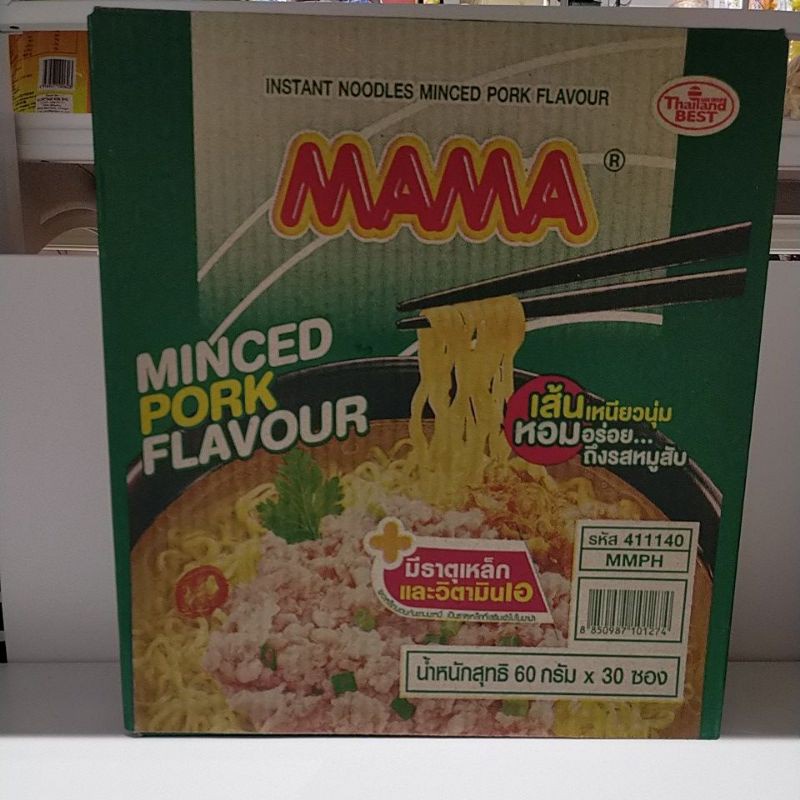 INSTANT NOODLES MINCED PORK FLAVOUR
Thailand
BEST
MAMA ®
MINCED
PORK
FLAVOUR
เส้นเหนียวนุ่ม
หอมอร่อย...
ถึงรสหมูสับ
มีธาตุเหล็ก
และวิตามินเอ
รหัส 411140
MMPH
8 850987 101274
น้ำหนักสุทธิ 60 กรัม x 30 ซอง